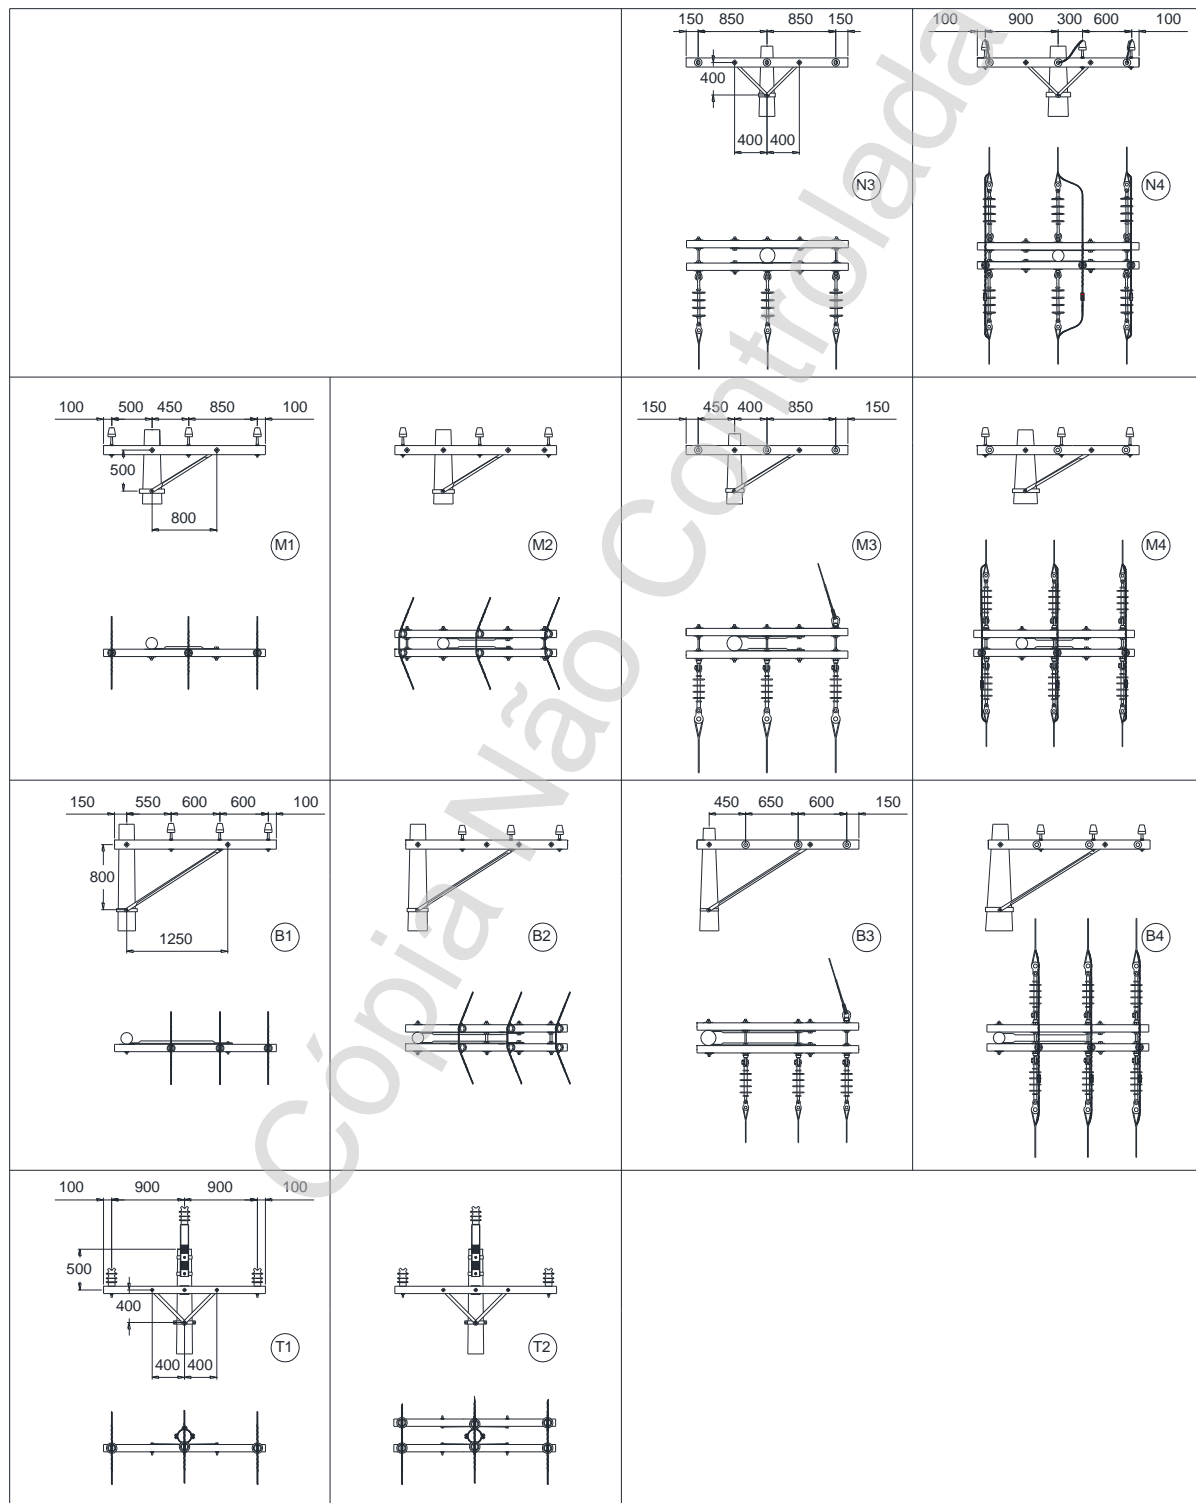 150 850 850 150
100 900 300 600 100
400
400 400
N3
N4
100 500 450 850 100
150 450 400 850 150
500
800
M1
M2
M3
M4
150 550 600 600 100
450 650 600 150
800
1250
B1
B2
B3
B4
100 900 900 100
500
400
400 400
T1
T2
Cópia Não Controlada